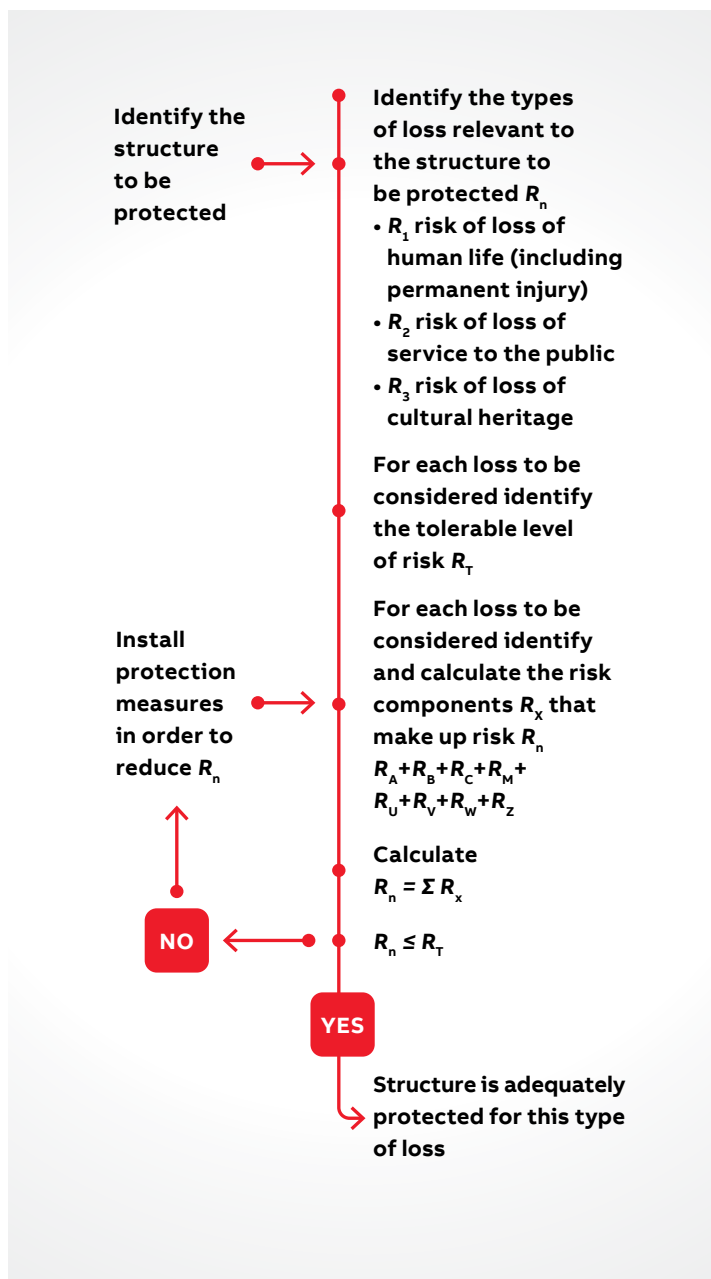 Identify the
structure
to be
protected
Identify the types
of loss relevant to
the structure to
be protected Rn
• R1 risk of loss of
human life (including
permanent injury)
• R2 risk of loss of
service to the public
• R3 risk of loss of
cultural heritage
For each loss to be
considered identify
the tolerable level
of risk RT
Install
protection
measures
in order to
reduce Rn
For each loss to be
considered identify
and calculate the risk
components RX that
make up risk Rn
RA+RB+RC+RM+
RU+RV+RW+RZ
Calculate
Rn = Σ Rx
NO
Rn ≤ RT
YES
Structure is adequately
protected for this type
of loss